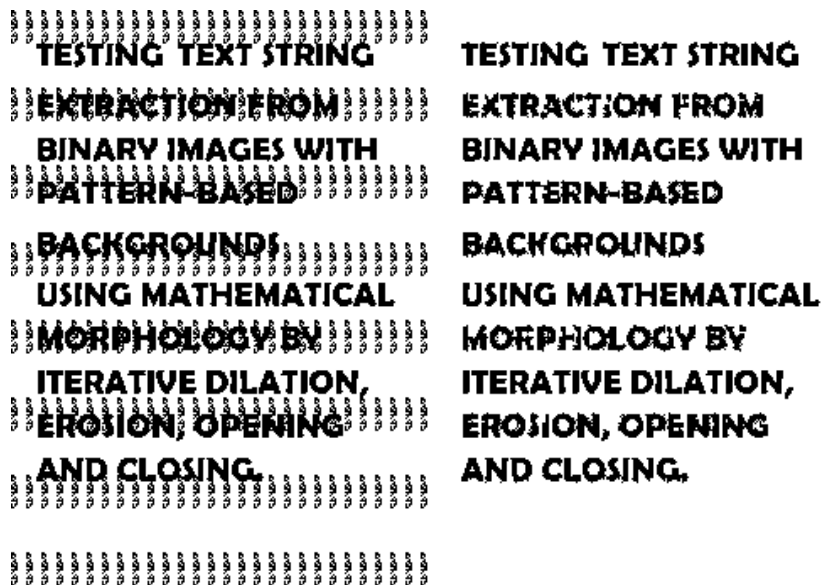 TESTING TEXT STRING
EXTRACTION FROM
BINARY IMAGES WITH
PATTERN-BASED
BACKGROUNDS
USING MATHEMATICAL
MORPHOLOGY BY
ITERATIVE DILATION,
EROSION, OPENING
AND CLOSING.
TESTING TEXT STRING
EXTRACTION FROM
BINARY IMAGES WITH
PATTERN-BASED
BACKGROUNDS
USING MATHEMATICAL
MORPHOLOGY BY
ITERATIVE DILATION,
EROSION, OPENING
AND CLOSING.